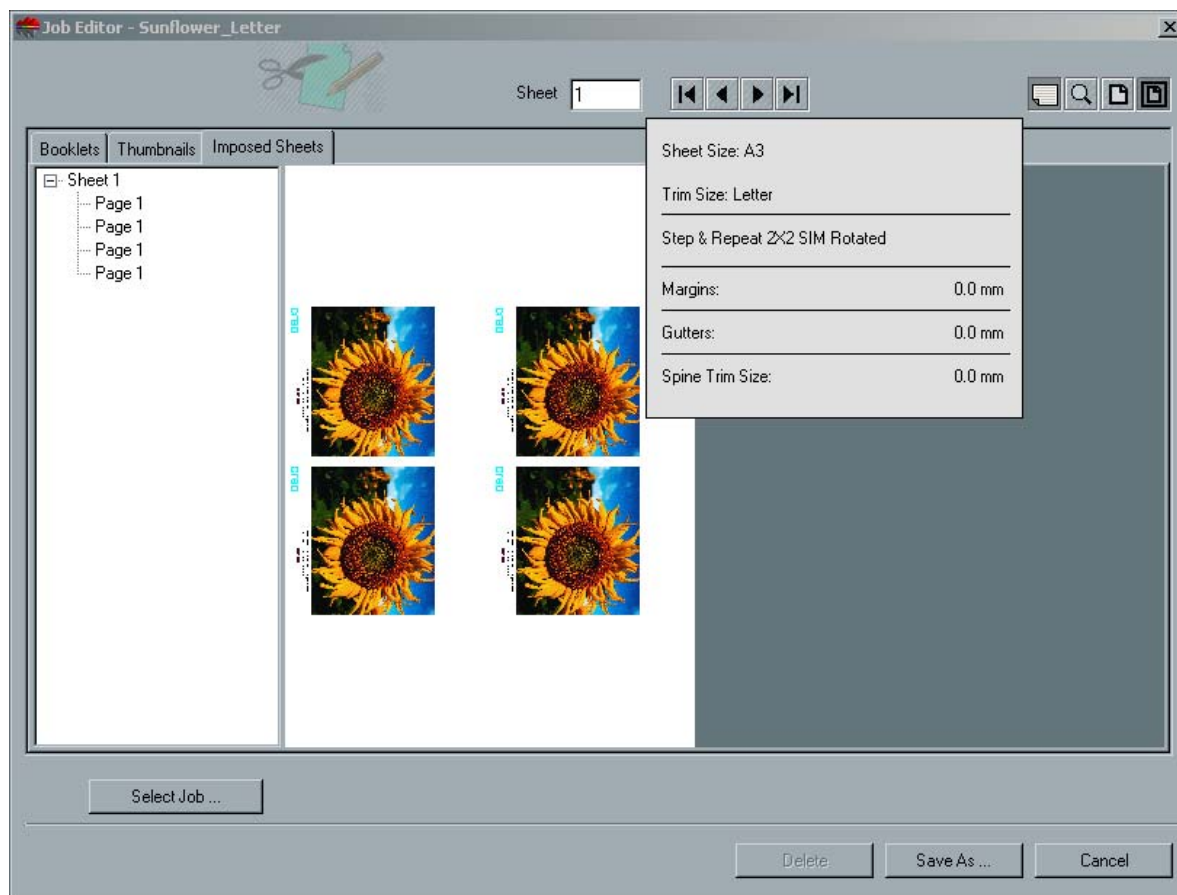 Job Editor - Sunflower_Letter
Sheet 1
Booklets Thumbnails Imposed Sheets
Sheet 1
Page 1
Page 1
Page 1
Page 1
Sheet Size: A3
Trim Size: Letter
Step & Repeat 2X2 SIM Rotated
Margins: 0.0 mm
Gutters: 0.0 mm
Spine Trim Size: 0.0 mm
Select Job ...
Delete Save As ... Cancel